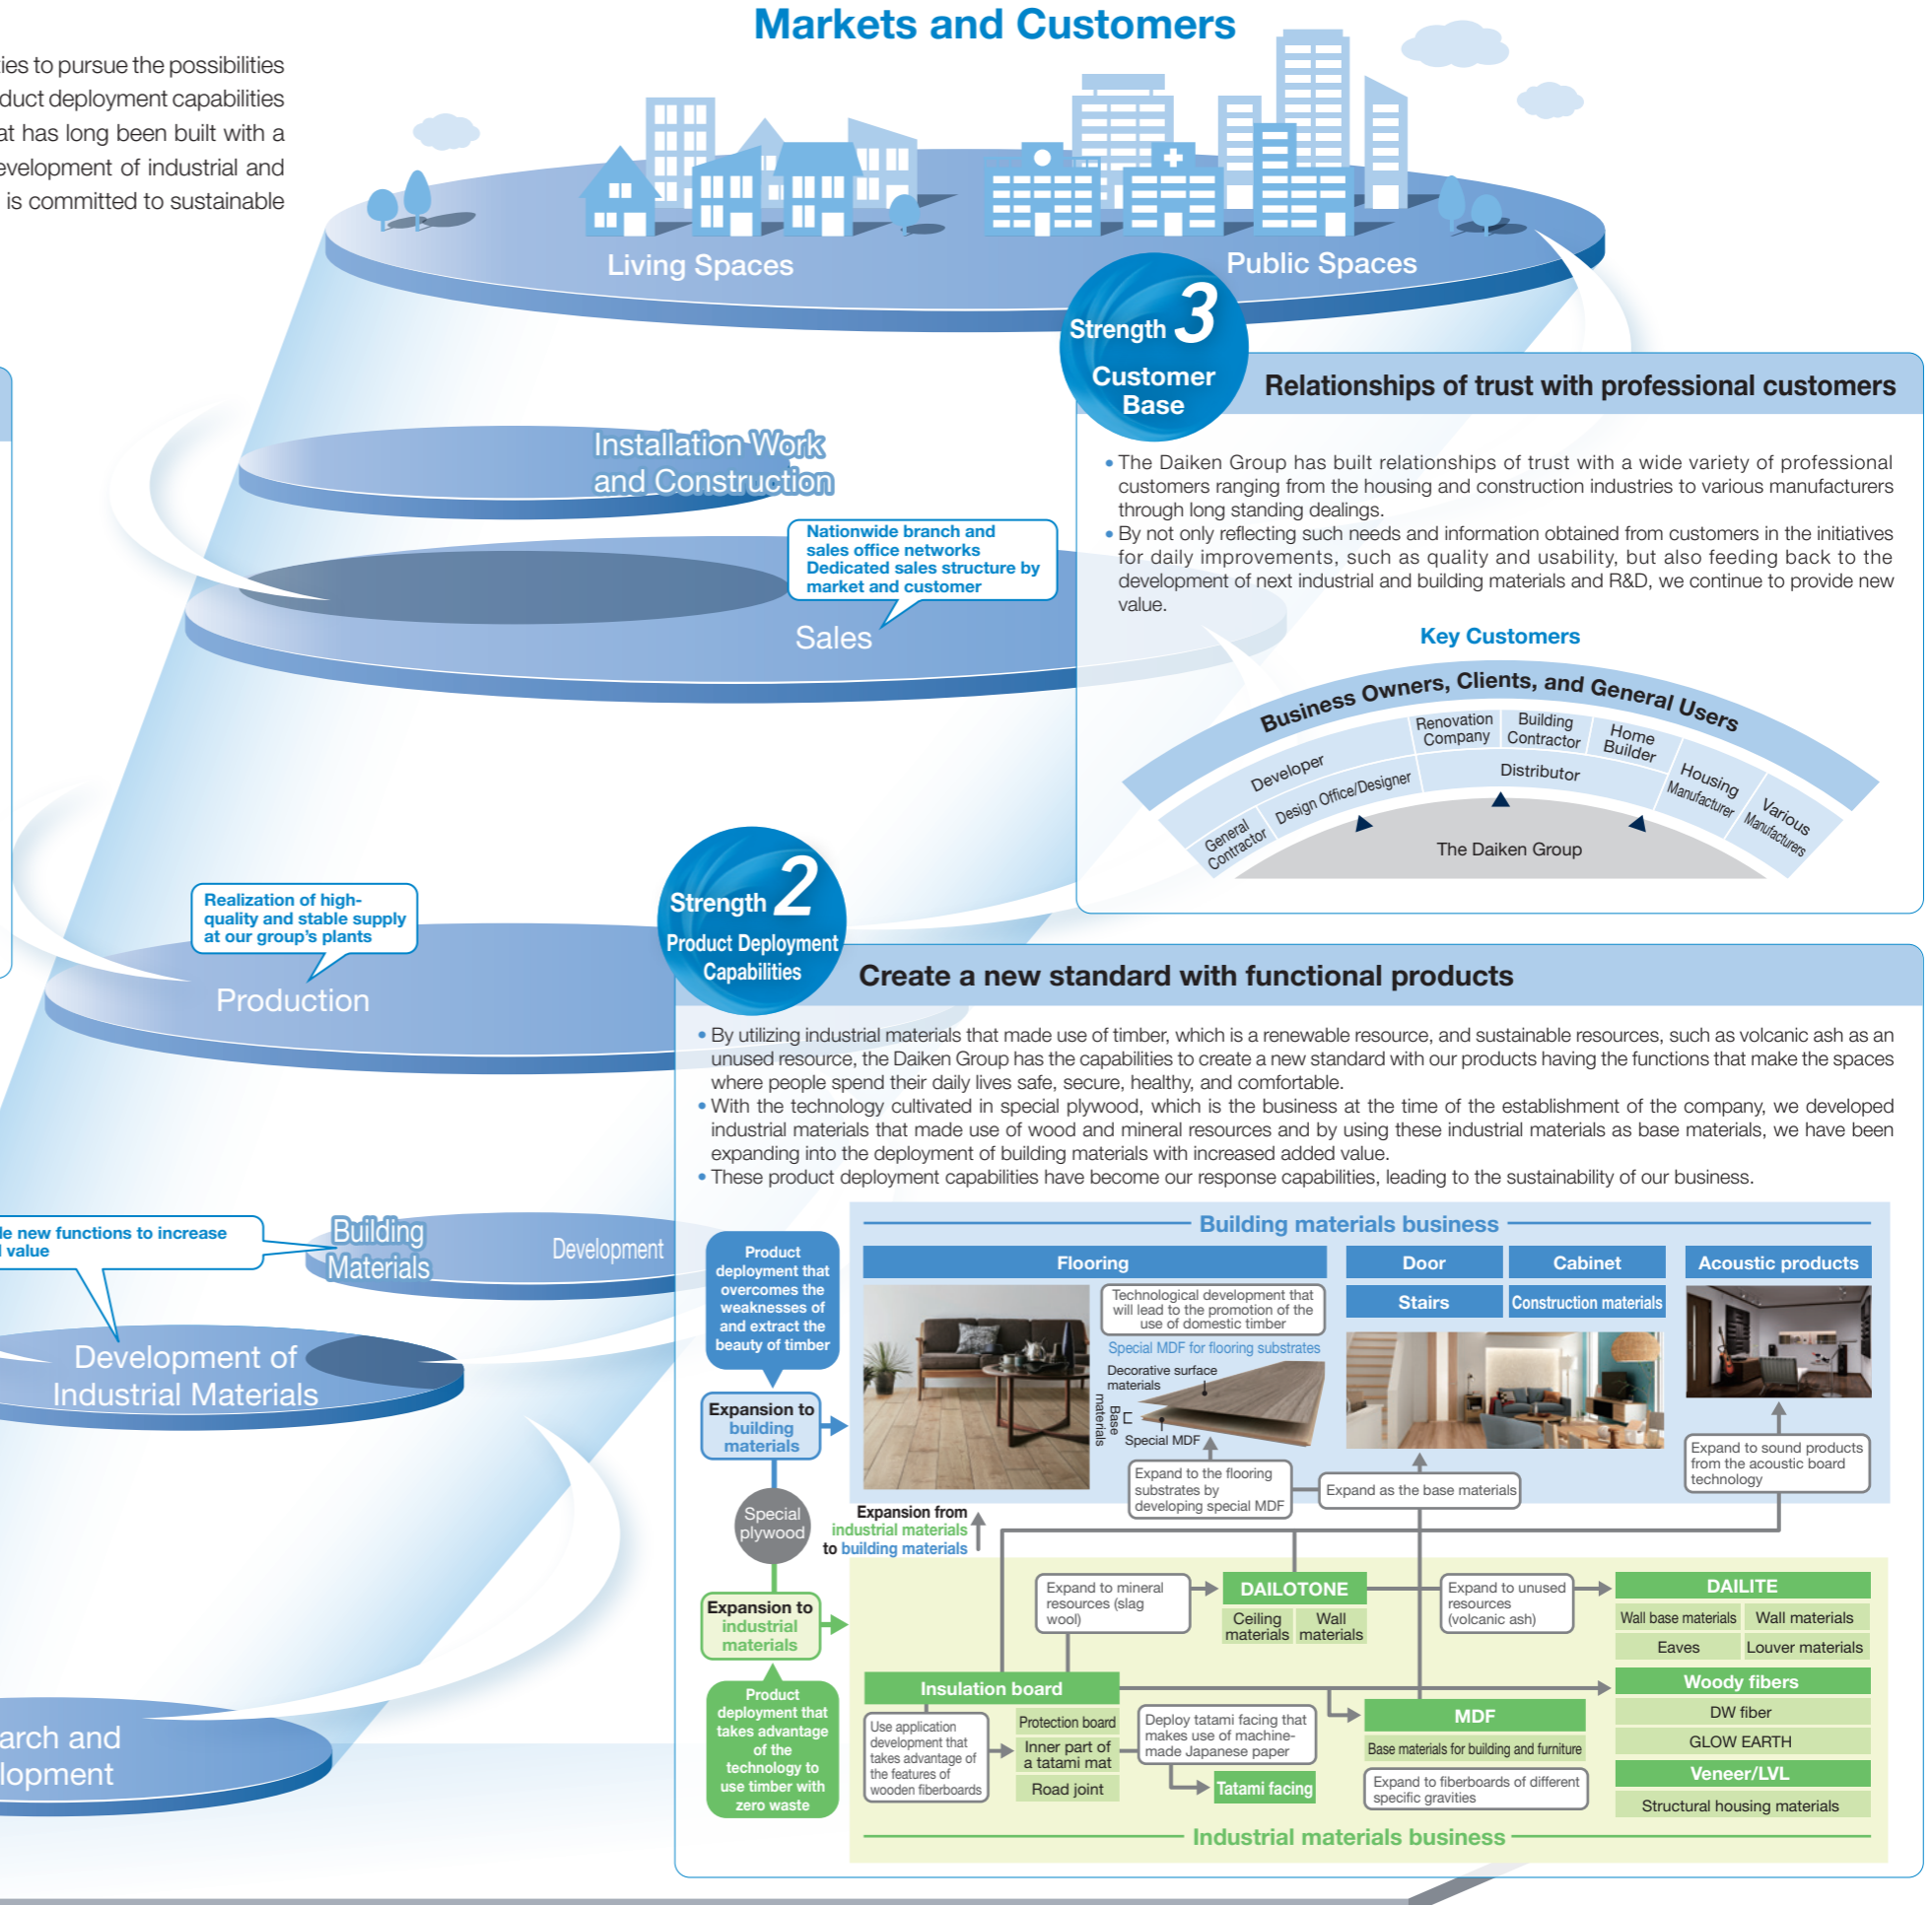 Markets and Customers
to pursue the possibilities
deployment capabilities
has long been built with a
of industrial and
is committed to sustainable
Living Spaces
Public Spaces
Strength 3
Customer
Base
Relationships of trust with professional customers
• The Daiken Group has built relationships of trust with a wide variety of professional
customers ranging from the housing and construction industries to various manufacturers
through long standing dealings.
• By not only reflecting such needs and information obtained from customers in the initiatives
for daily improvements, such as quality and usability, but also feeding back to the
development of next industrial and building materials and R&D, we continue to provide new
value.
Key Customers
Business Owners, Clients, and General Users
Developer
Renovation
Company
Building
Contractor
Home
Builder
General
Contractor
Design Office/Designer
Distributor
Housing
Manufacturer
Various
Manufacturers
The Daiken Group
Installation Work
and Construction
Nationwide branch and
sales office networks
Dedicated sales structure by
market and customer
Sales
Realization of high-
quality and stable supply
at our group's plants
Production
new functions to increase
value
Building
Materials
Development
Development of
Industrial Materials
and
Strength 2
Product Deployment
Capabilities
Create a new standard with functional products
• By utilizing industrial materials that made use of timber, which is a renewable resource, and sustainable resources, such as volcanic ash as an
unused resource, the Daiken Group has the capabilities to create a new standard with our products having the functions that make the spaces
where people spend their daily lives safe, secure, healthy, and comfortable.
• With the technology cultivated in special plywood, which is the business at the time of the establishment of the company, we developed
industrial materials that made use of wood and mineral resources and by using these industrial materials as base materials, we have been
expanding into the deployment of building materials with increased added value.
• These product deployment capabilities have become our response capabilities, leading to the sustainability of our business.
Product
deployment that
overcomes the
weaknesses of
and extract the
beauty of timber
Expansion to
building
materials
Special
plywood
Expansion to
industrial
materials
Product
deployment that
takes advantage
of the
technology to
use timber with
zero waste
Building materials business
Flooring
Technological development that
will lead to the promotion of the
use of domestic timber
Special MDF for flooring substrates
Decorative surface
materials
Base
materials
Special MDF
Expand to the flooring
substrates by
developing special MDF
Door
Cabinet
Stairs
Construction materials
Expand as the base materials
Acoustic products
Expand to sound products
from the acoustic board
technology
Expansion from
industrial materials
to building materials
Expand to mineral
resources (slag
wool)
DAILOTONE
Ceiling
materials
Wall
materials
Expand to unused
resources
(volcanic ash)
DAILITE
Wall base materials
Wall materials
Eaves
Louver materials
Insulation board
Use application
development that
takes advantage of
the features of
wooden fiberboards
Protection board
Inner part of
a tatami mat
Road joint
Deploy tatami facing that
makes use of machine-
made Japanese paper
Tatami facing
MDF
Base materials for building and furniture
Expand to fiberboards of different
specific gravities
Woody fibers
DW fiber
GLOW EARTH
Veneer/LVL
Structural housing materials
Industrial materials business